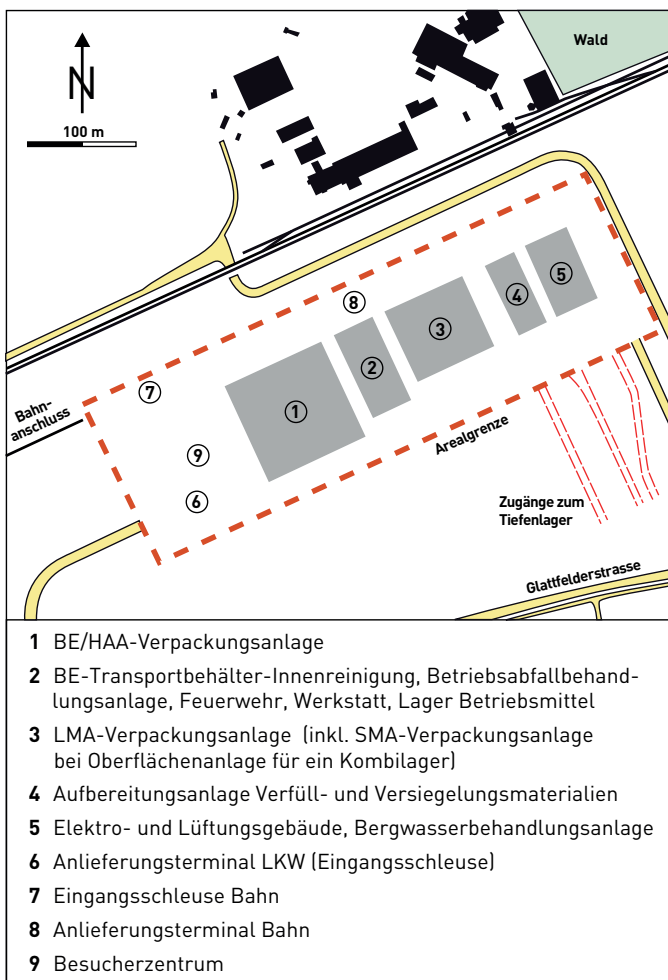 Wald
N
100 m
8
5
4
3
7
2
Bahn-
anschluss
1
Arealgrenze
9
6
Zugänge zum
Tiefenlager
Glattfelderstrasse
1 BE/HAA-Verpackungsanlage
2 BE-Transportbehälter-Innenreinigung, Betriebsabfallbehand-
lungsanlage, Feuerwehr, Werkstatt, Lager Betriebsmittel
3 LMA-Verpackungsanlage (inkl. SMA-Verpackungsanlage
bei Oberflächenanlage für ein Kombilager)
4 Aufbereitungsanlage Verfüll- und Versiegelungsmaterialien
5 Elektro- und Lüftungsgebäude, Bergwasserbehandlungsanlage
6 Anlieferungsterminal LKW (Eingangsschleuse)
7 Eingangsschleuse Bahn
8 Anlieferungsterminal Bahn
9 Besucherzentrum